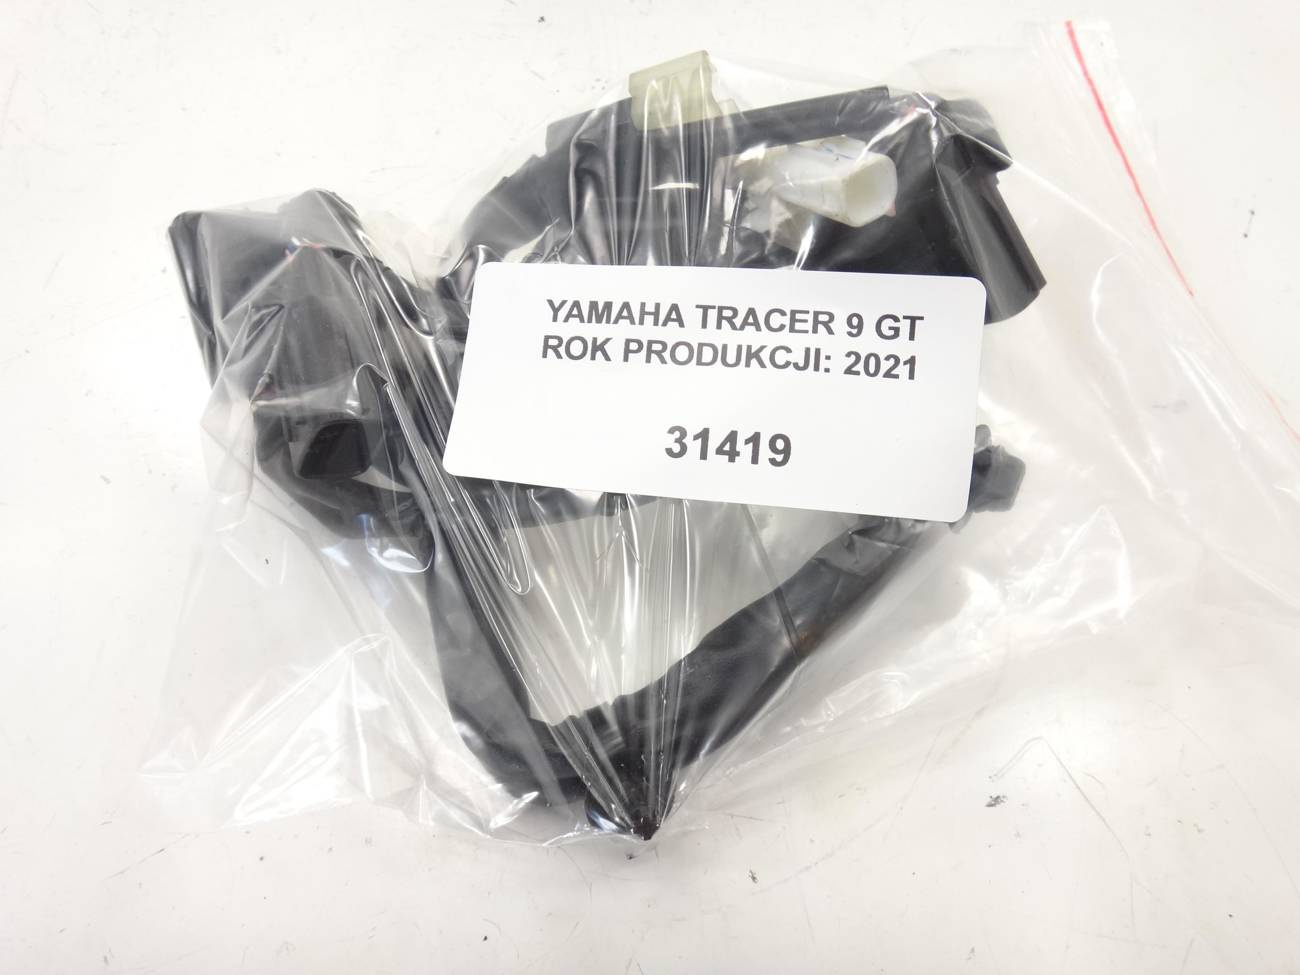 YAMAHA TRACER 9 GT
ROK PRODUKCJI: 2021
31419